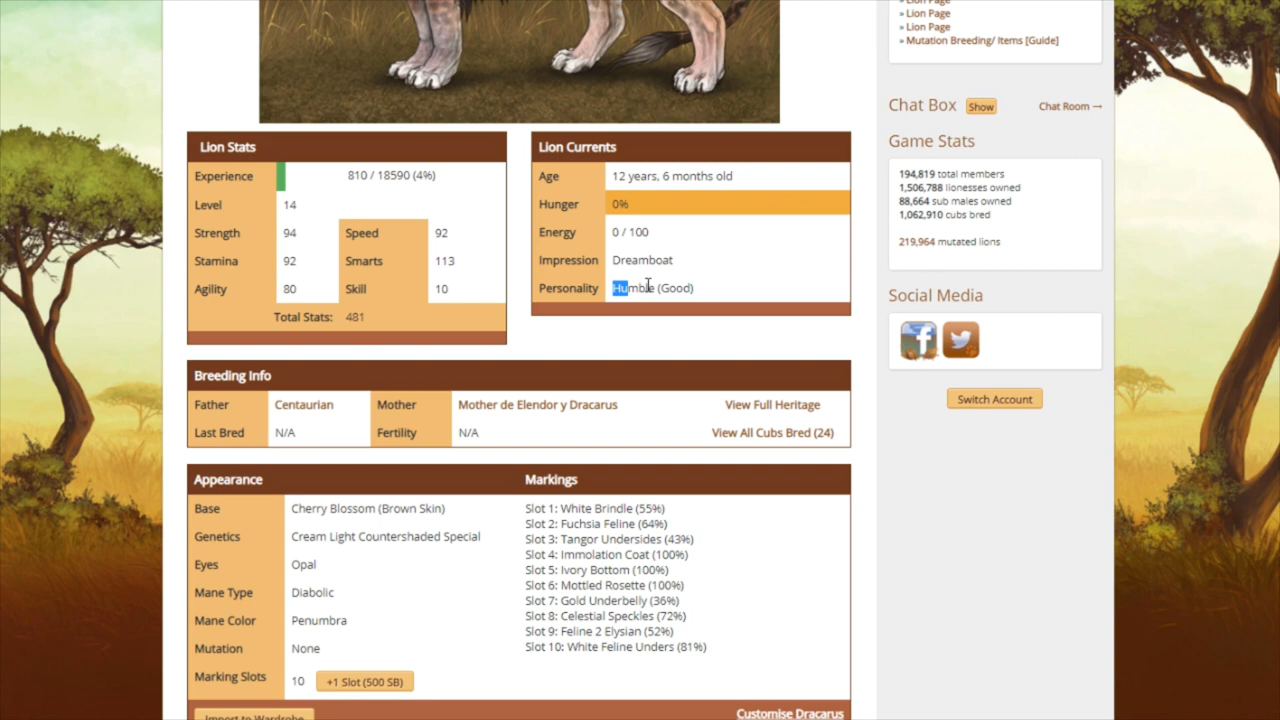 » Lion Page
» Lion Page
» Lion Page
» Mutation Breeding/ Items [Guide]
Chat Box Show Chat Room →
Game Stats
194,819 total members
1,506,788 lionesses owned
88,664 sub males owned
1,062,910 cubs bred
219,964 mutated lions
Social Media
Switch Account
Lion Stats
Experience 810 / 18590 (4%)
Level 14
Strength 94 Speed 92
Stamina 92 Smarts 113
Agility 80 Skill 10
Total Stats: 481
Lion Currents
Age 12 years, 6 months old
Hunger 0%
Energy 0 / 100
Impression Dreamboat
Personality Humble (Good)
Breeding Info
Father Centaurian Mother Mother de Elendor y Dracarus View Full Heritage
Last Bred N/A Fertility N/A View All Cubs Bred (24)
Appearance
Base Cherry Blossom (Brown Skin)
Genetics Cream Light Countershaded Special
Eyes Opal
Mane Type Diabolic
Mane Color Penumbra
Mutation None
Marking Slots 10 +1 Slot (500 SB)
Markings
Slot 1: White Brindle (55%)
Slot 2: Fuchsia Feline (64%)
Slot 3: Tangor Undersides (43%)
Slot 4: Immolation Coat (100%)
Slot 5: Ivory Bottom (100%)
Slot 6: Mottled Rosette (100%)
Slot 7: Gold Underbelly (36%)
Slot 8: Celestial Speckles (72%)
Slot 9: Feline 2 Elysian (52%)
Slot 10: White Feline Unders (81%)
Import to Wardrobe Customise Dracarus